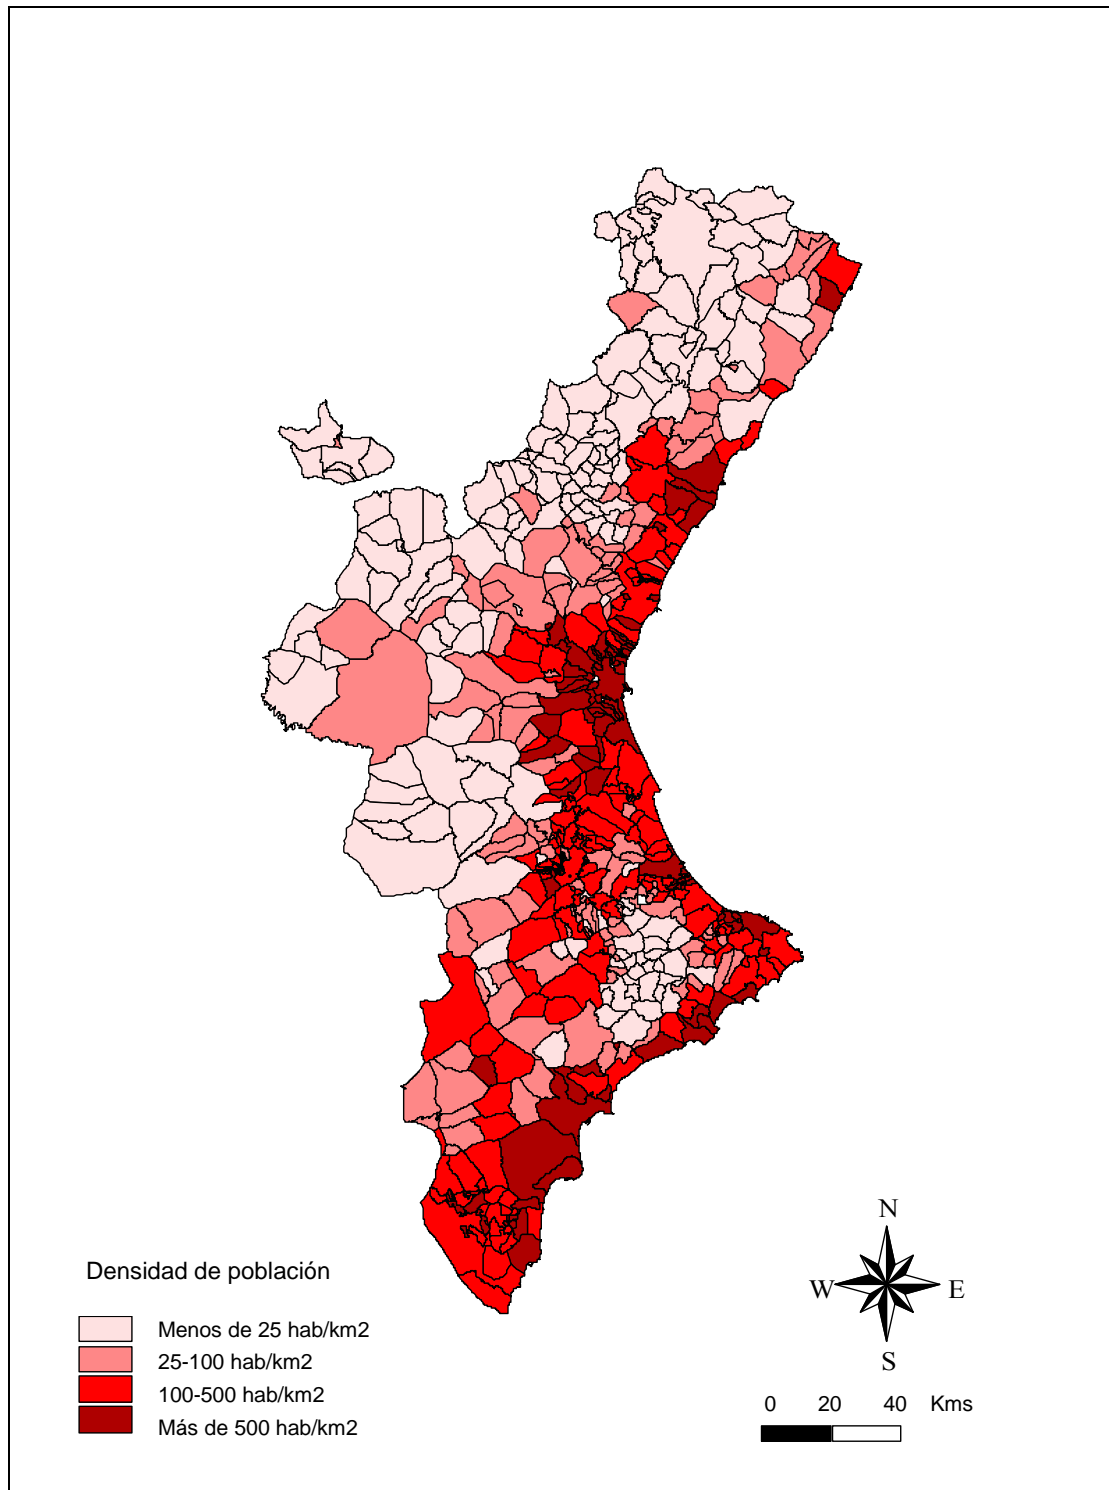 N
W E
S
Densidad de población
Menos de 25 hab/km2
25-100 hab/km2
100-500 hab/km2
Más de 500 hab/km2
0 20 40 Kms